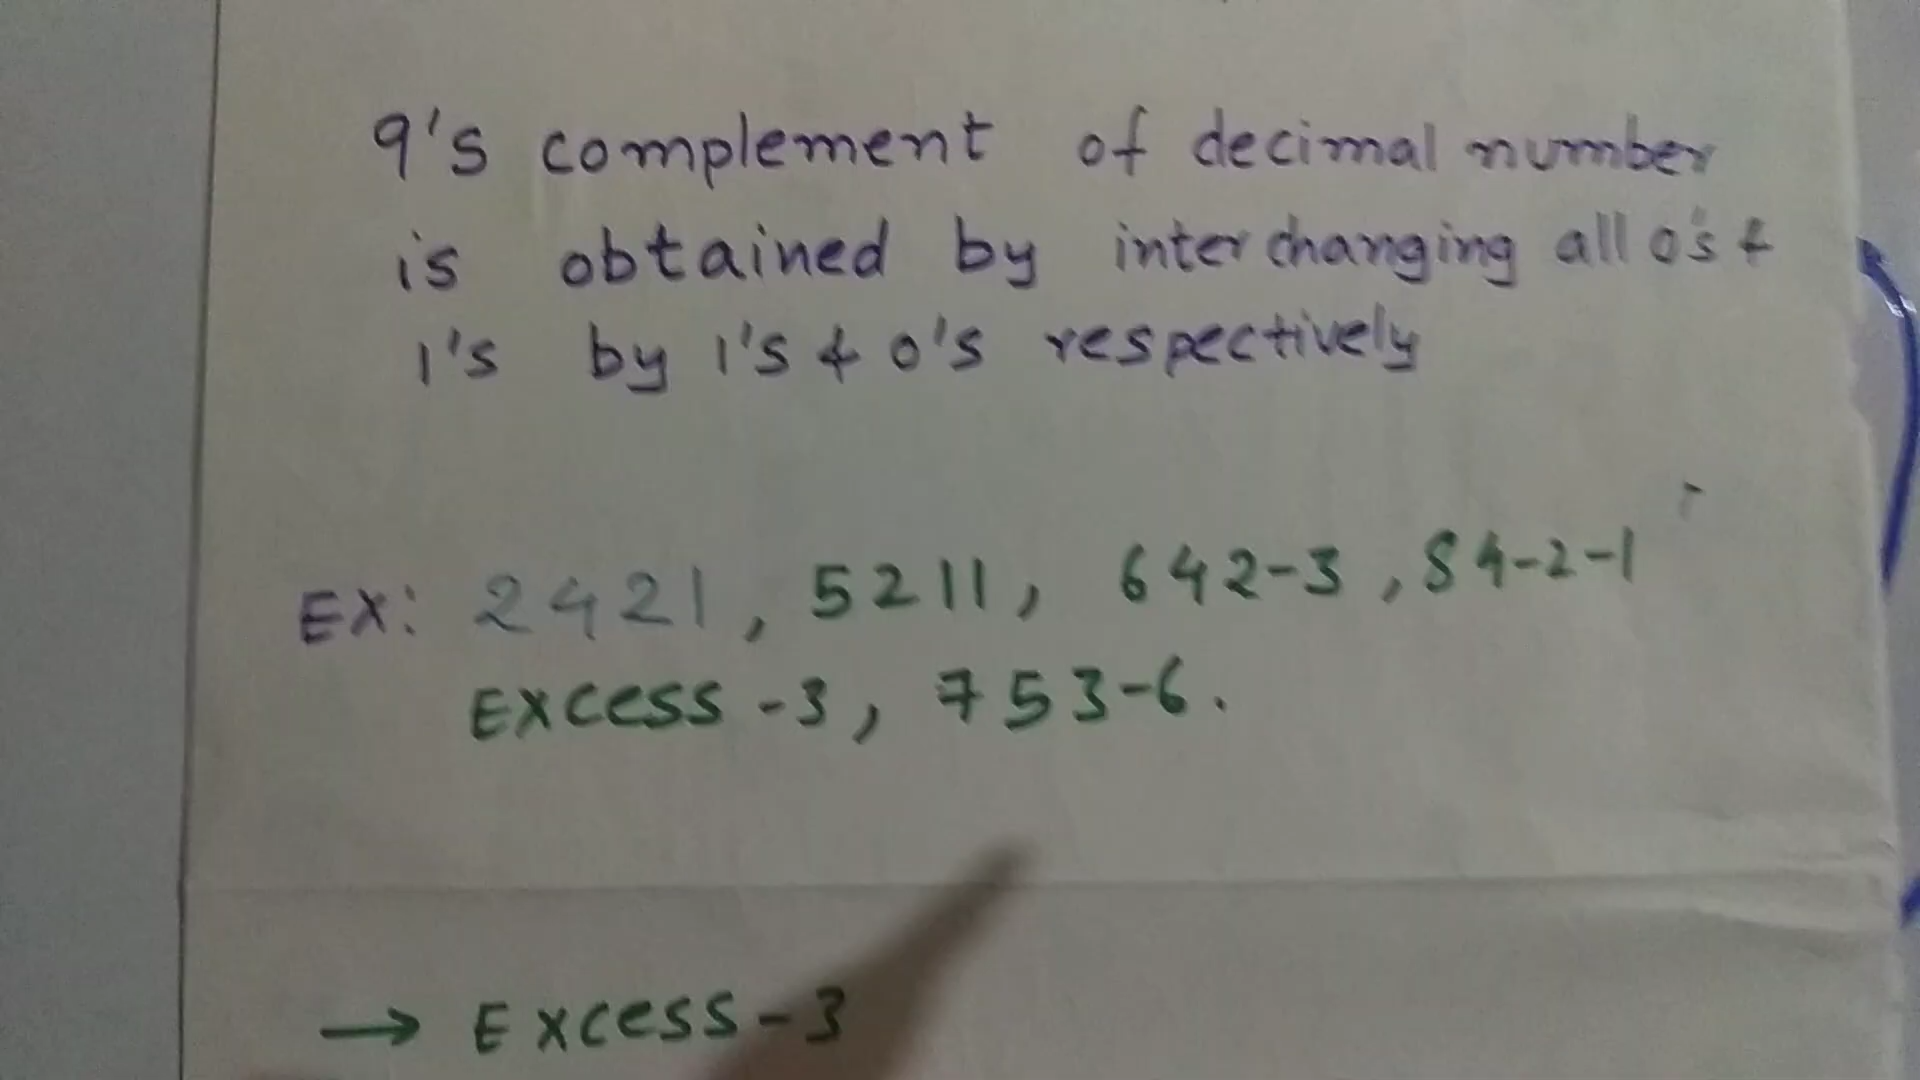 9's complement of decimal number
is obtained by interchanging all 0's &
1's by 1's & 0's respectively
Ex: 2421, 5211, 642-3, 84-2-1
Excess-3, 753-6.
→ Excess-3